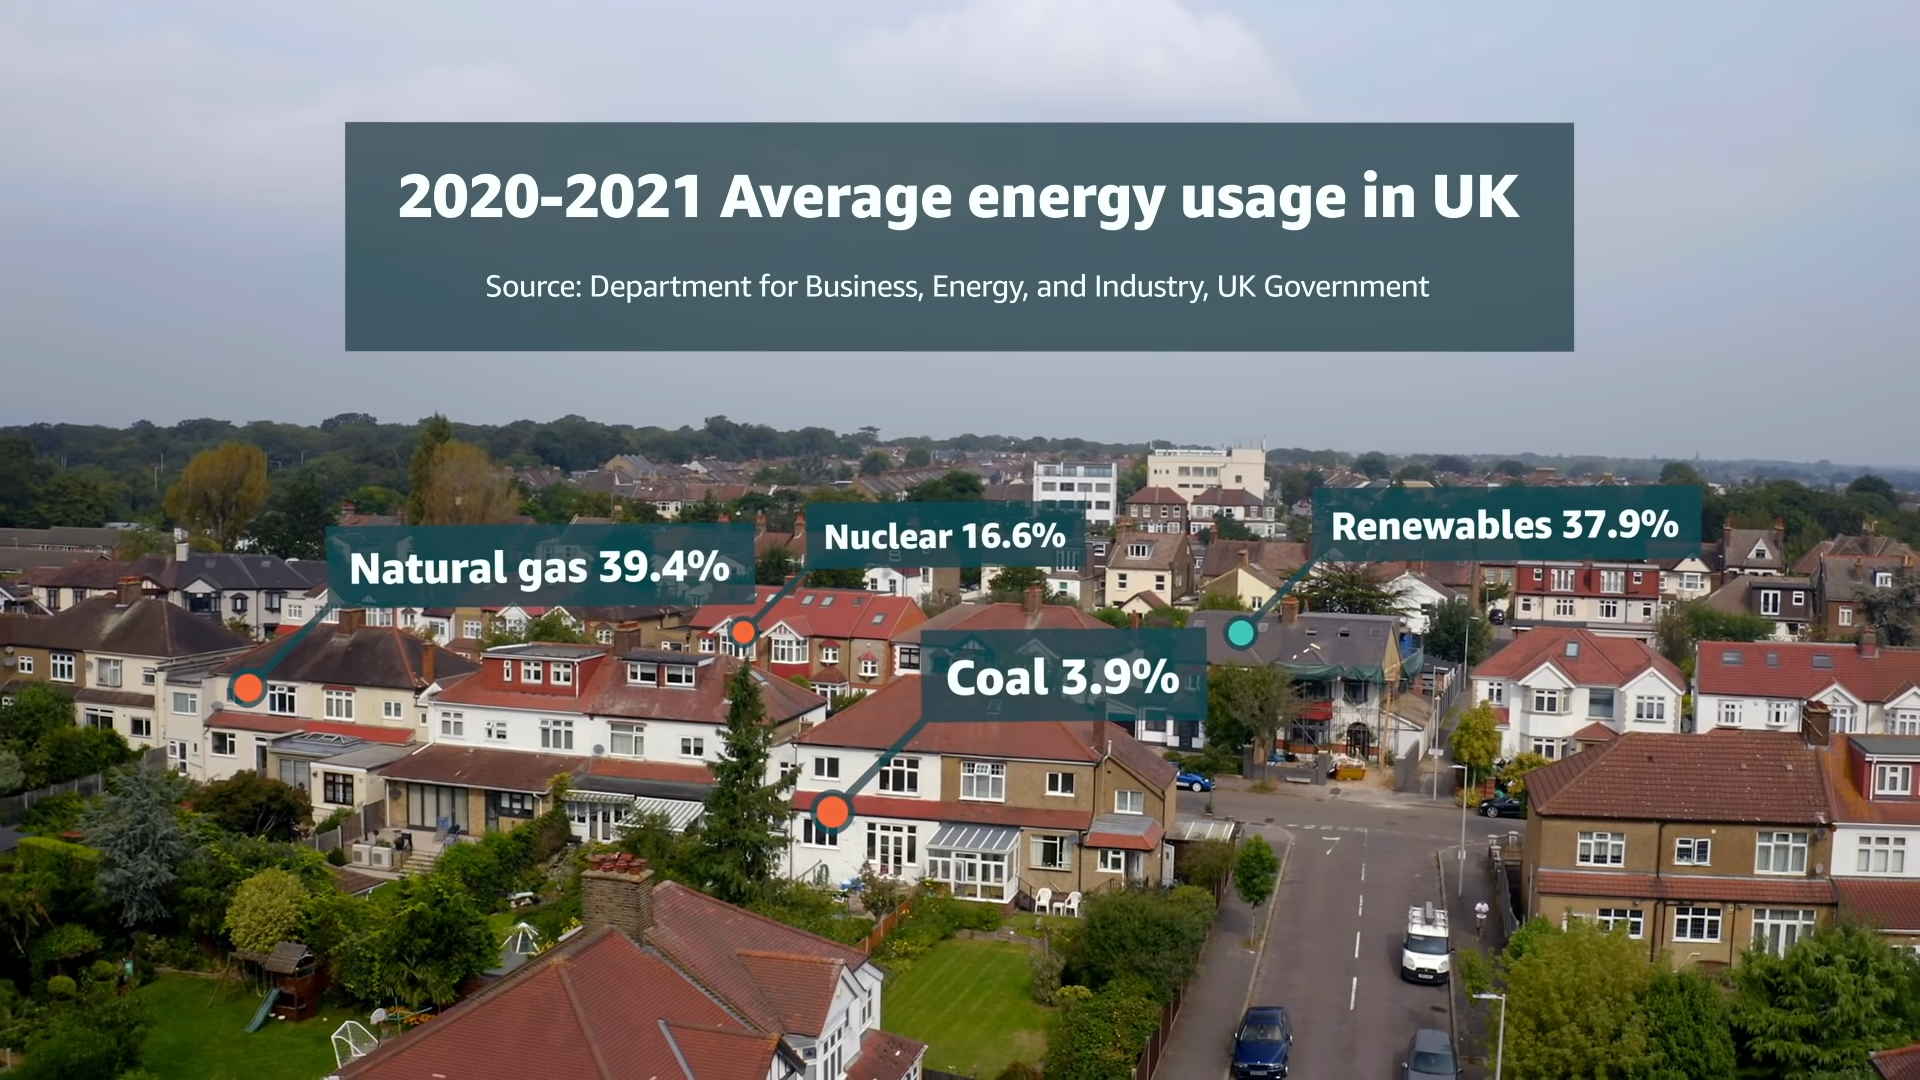 2020-2021 Average energy usage in UK
Source: Department for Business, Energy, and Industry, UK Government
Natural gas 39.4%
Nuclear 16.6%
Renewables 37.9%
Coal 3.9%